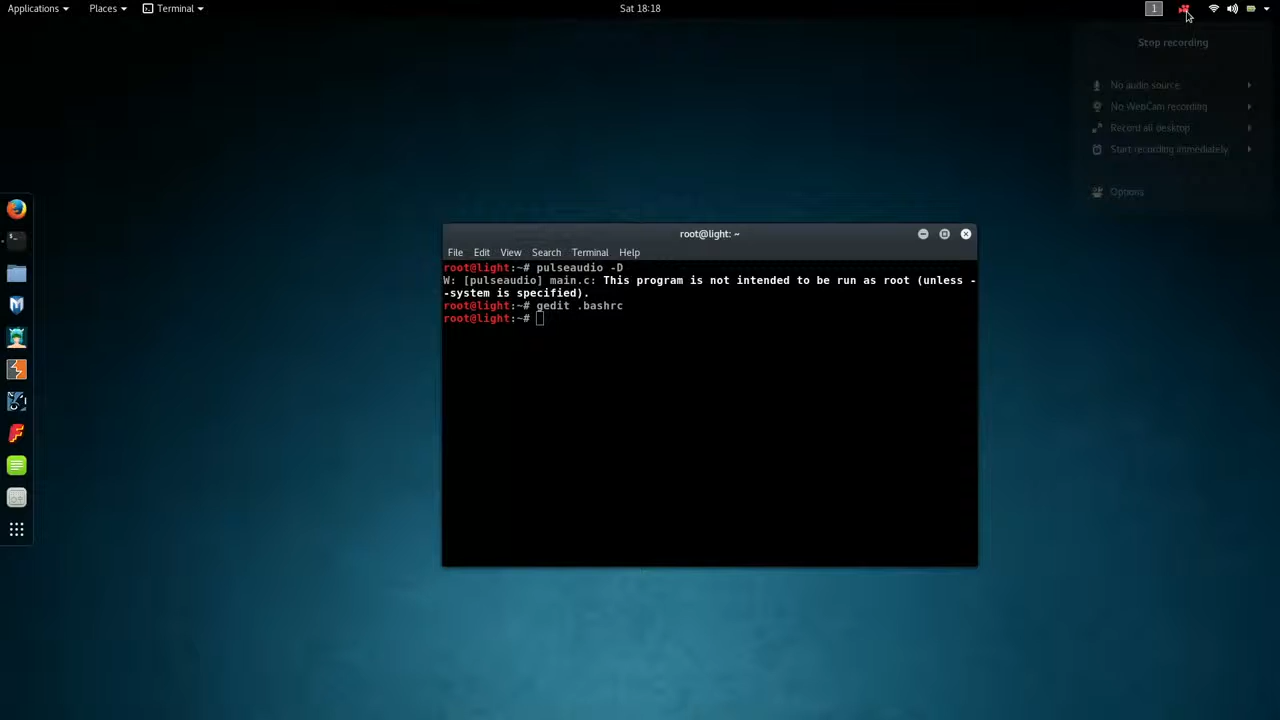 Applications Places Terminal Sat 18:18 1
Stop recording
No audio source
No WebCam recording
Record all desktop
Start recording immediately
Options
root@light: ~
File Edit View Search Terminal Help
root@light:~# pulseaudio -D
W: [pulseaudio] main.c: This program is not intended to be run as root (unless -
-system is specified).
root@light:~# gedit .bashrc
root@light:~#